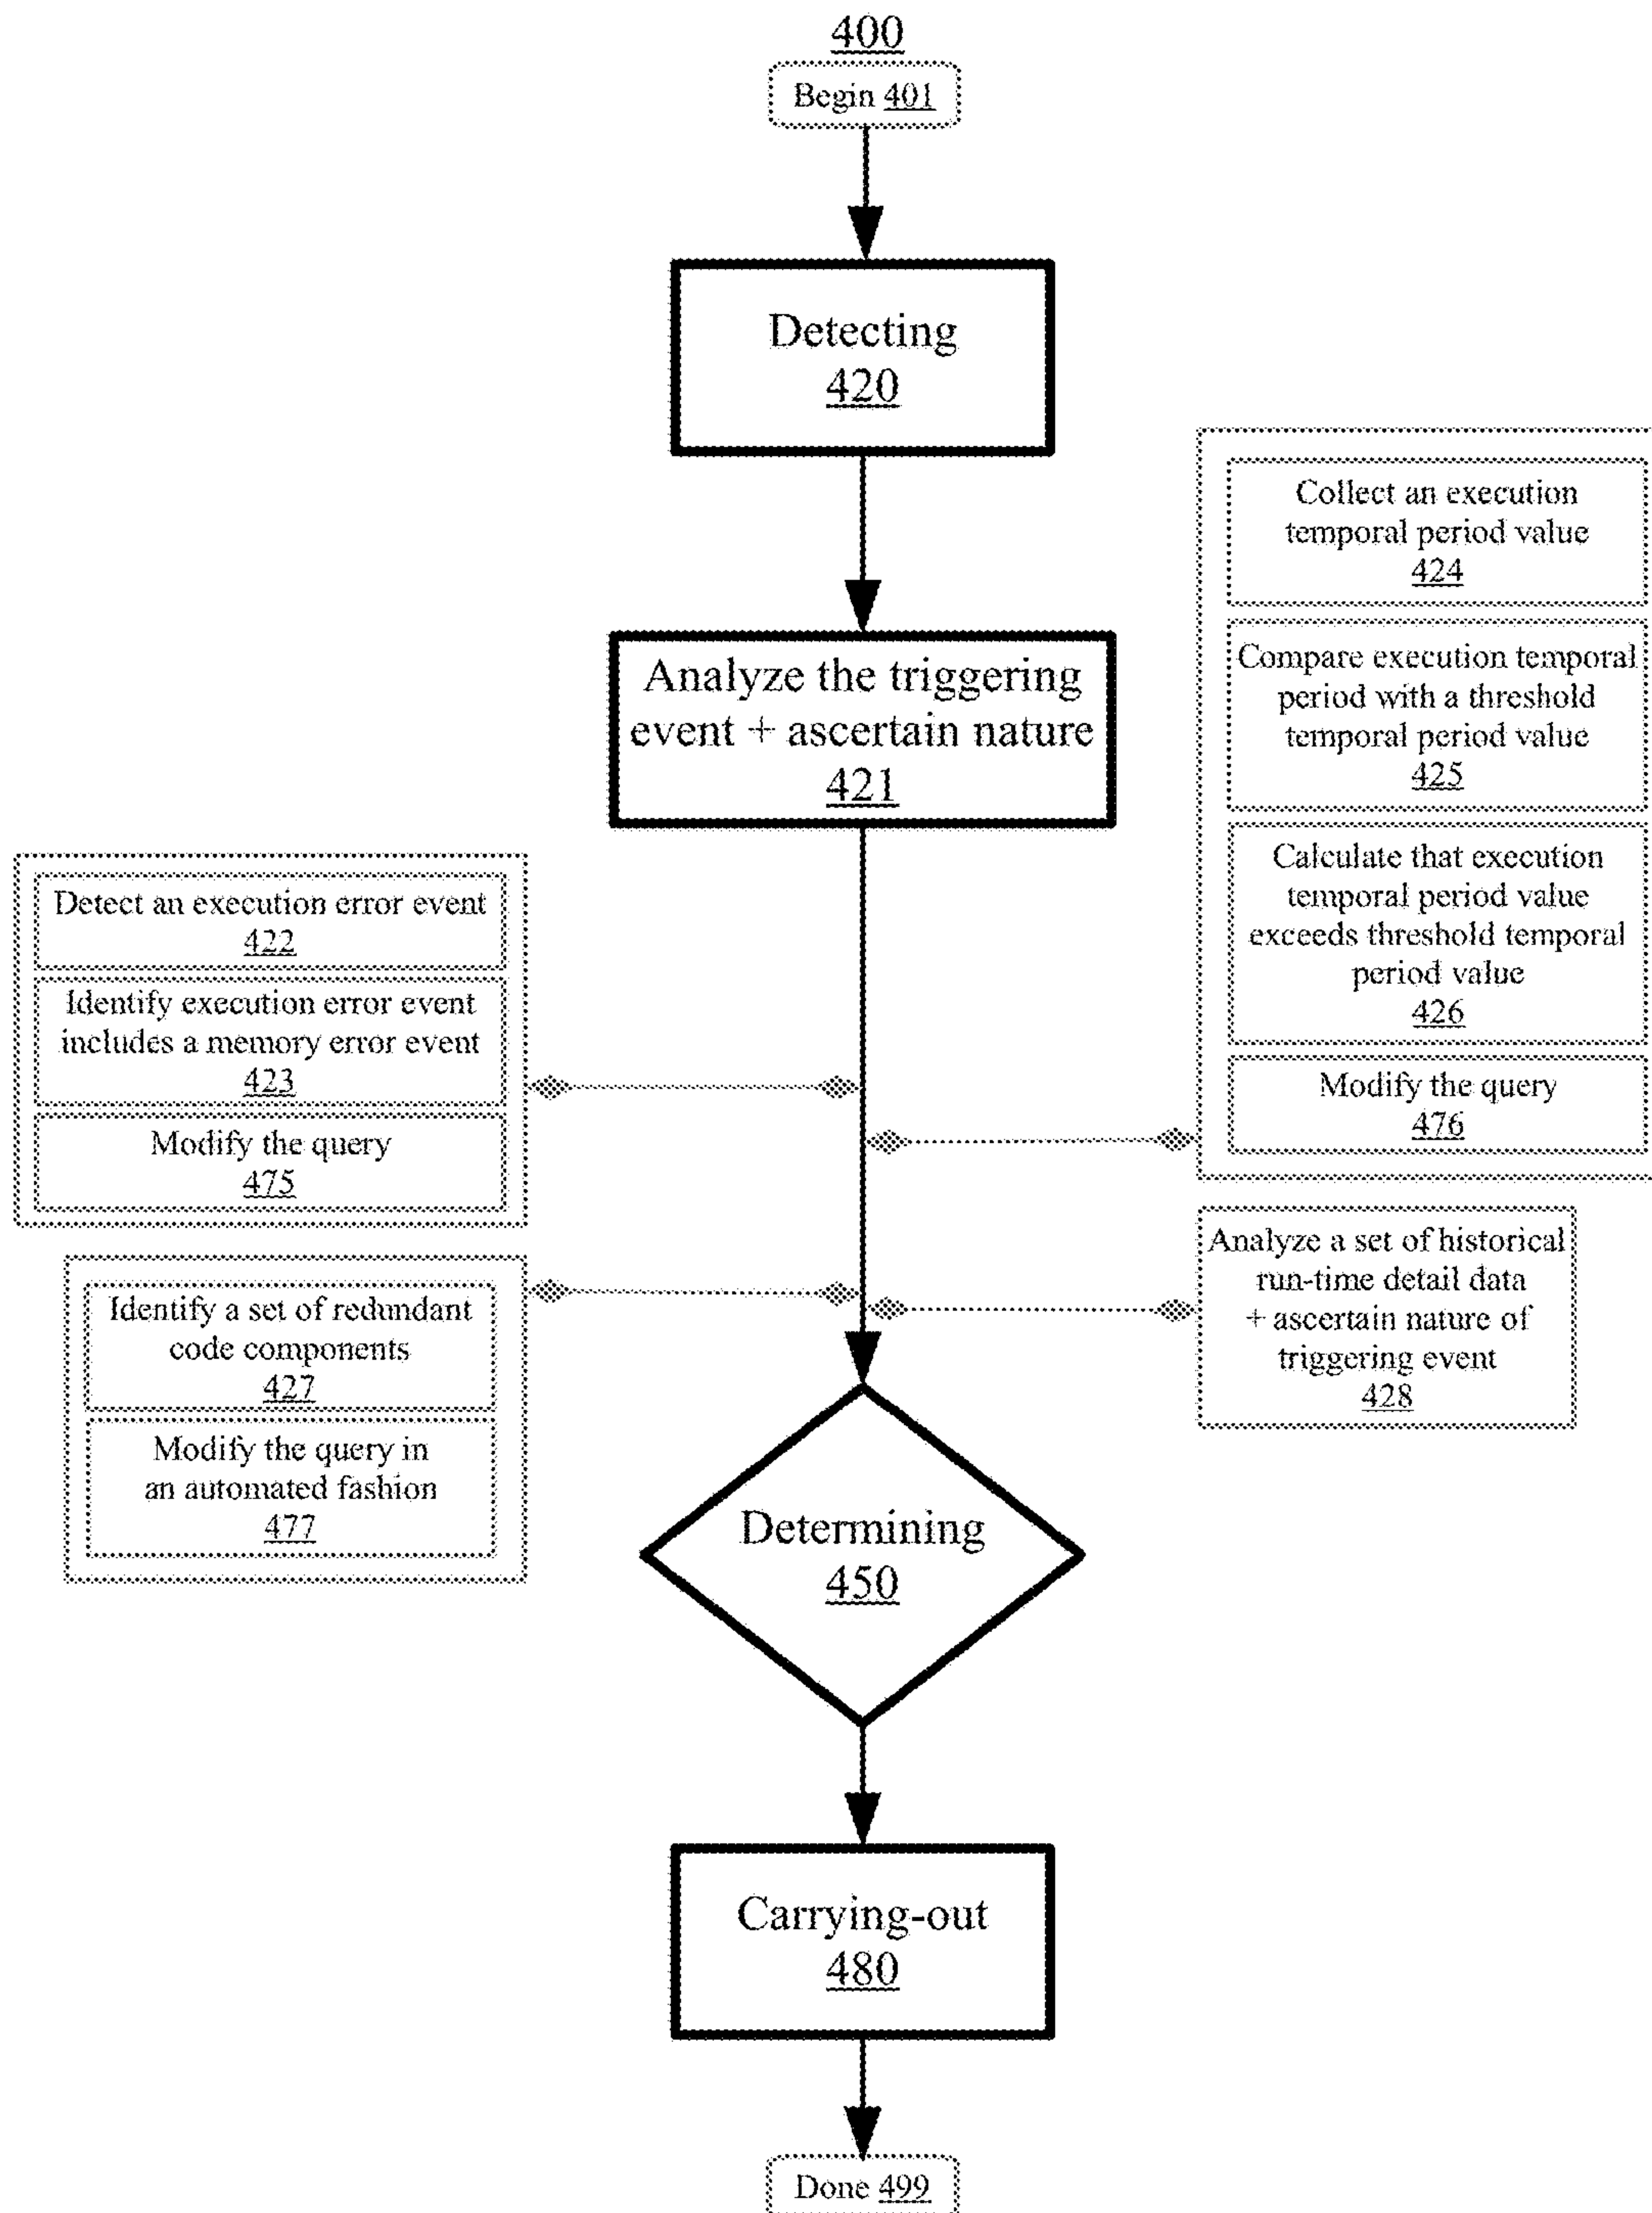 400
Begin 401
Detecting
420
Analyze the triggering
event + ascertain nature
421
Collect an execution
temporal period value
424
Compare execution temporal
period with a threshold
temporal period value
425
Calculate that execution
temporal period value
exceeds threshold temporal
period value
426
Modify the query
476
Detect an execution error event
422
Identify execution error event
includes a memory error event
423
Modify the query
475
Identify a set of redundant
code components
427
Modify the query in
an automated fashion
477
Analyze a set of historical
run-time detail data
+ ascertain nature of
triggering event
428
Determining
450
Carrying-out
480
Done 499